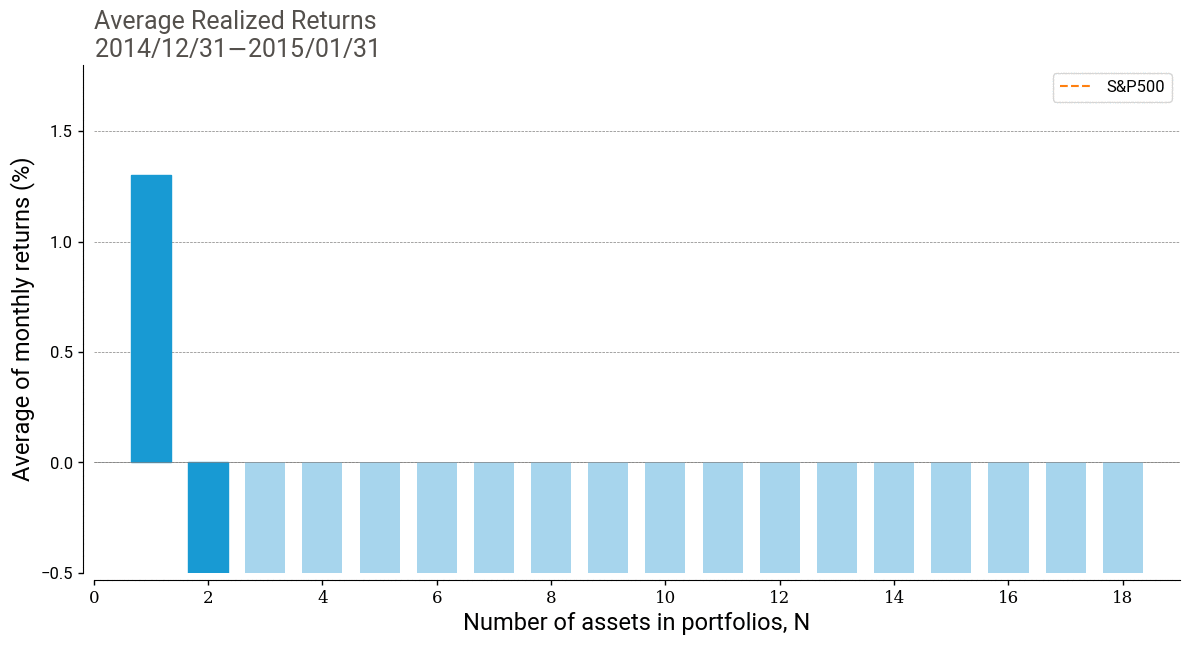 Average Realized Returns
2014/12/31—2015/01/31
S&P500
Average of monthly returns (%)
1.5
1.0
0.5
0.0
−0.5
0 2 4 6 8 10 12 14 16 18
Number of assets in portfolios, N